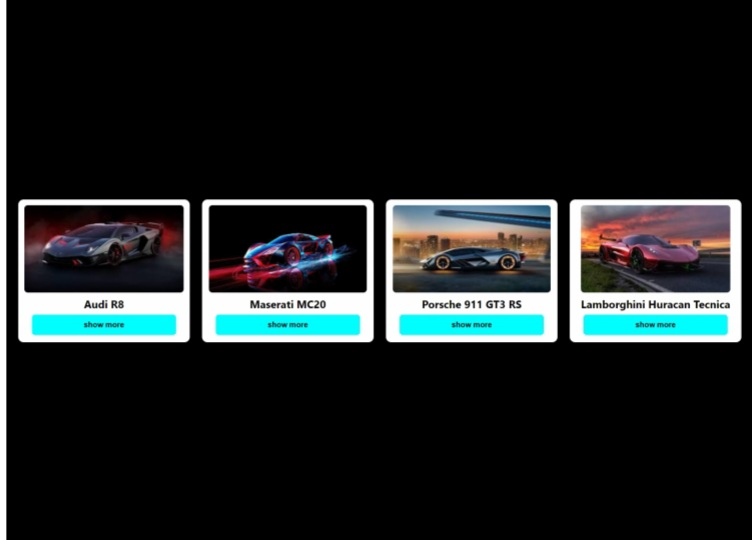 Audi R8
show more
Maserati MC20
show more
Porsche 911 GT3 RS
show more
Lamborghini Huracan Tecnica
show more